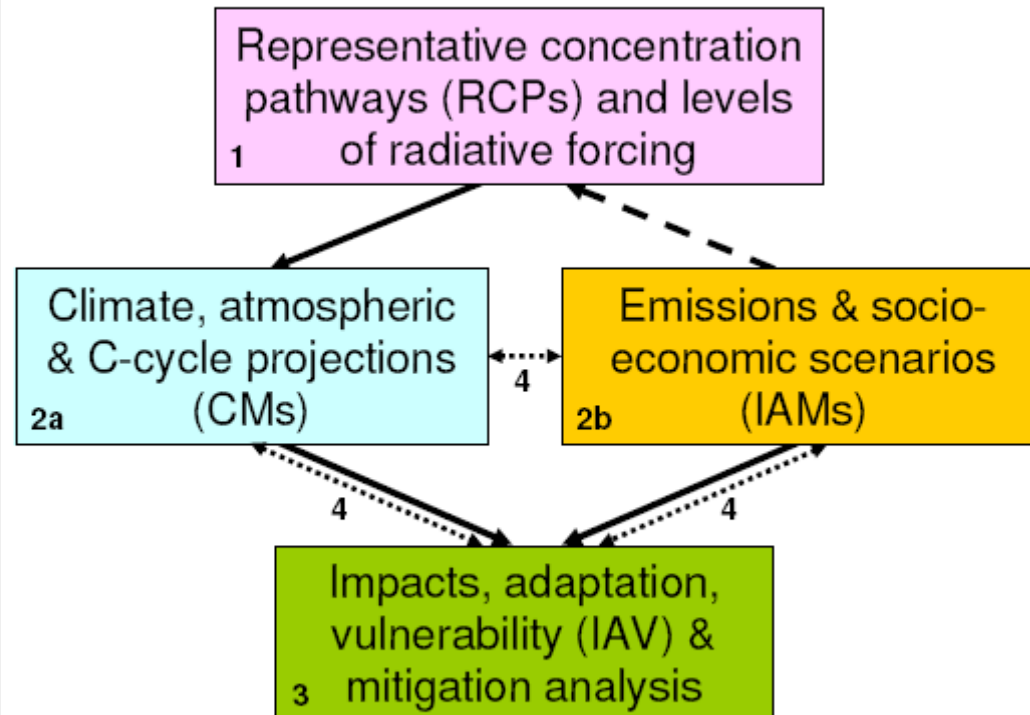 Representative concentration
pathways (RCPs) and levels
of radiative forcing
1
Climate, atmospheric
& C-cycle projections
(CMs)
2a
4
Emissions & socio-
economic scenarios
(IAMs)
2b
4
4
Impacts, adaptation,
vulnerability (IAV) &
mitigation analysis
3